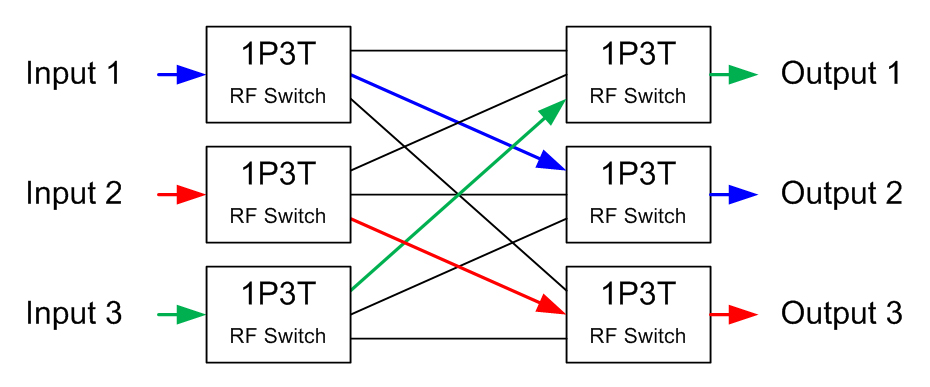 Input 1
1P3T
RF Switch
1P3T
RF Switch
Output 1
Input 2
1P3T
RF Switch
1P3T
RF Switch
Output 2
Input 3
1P3T
RF Switch
1P3T
RF Switch
Output 3